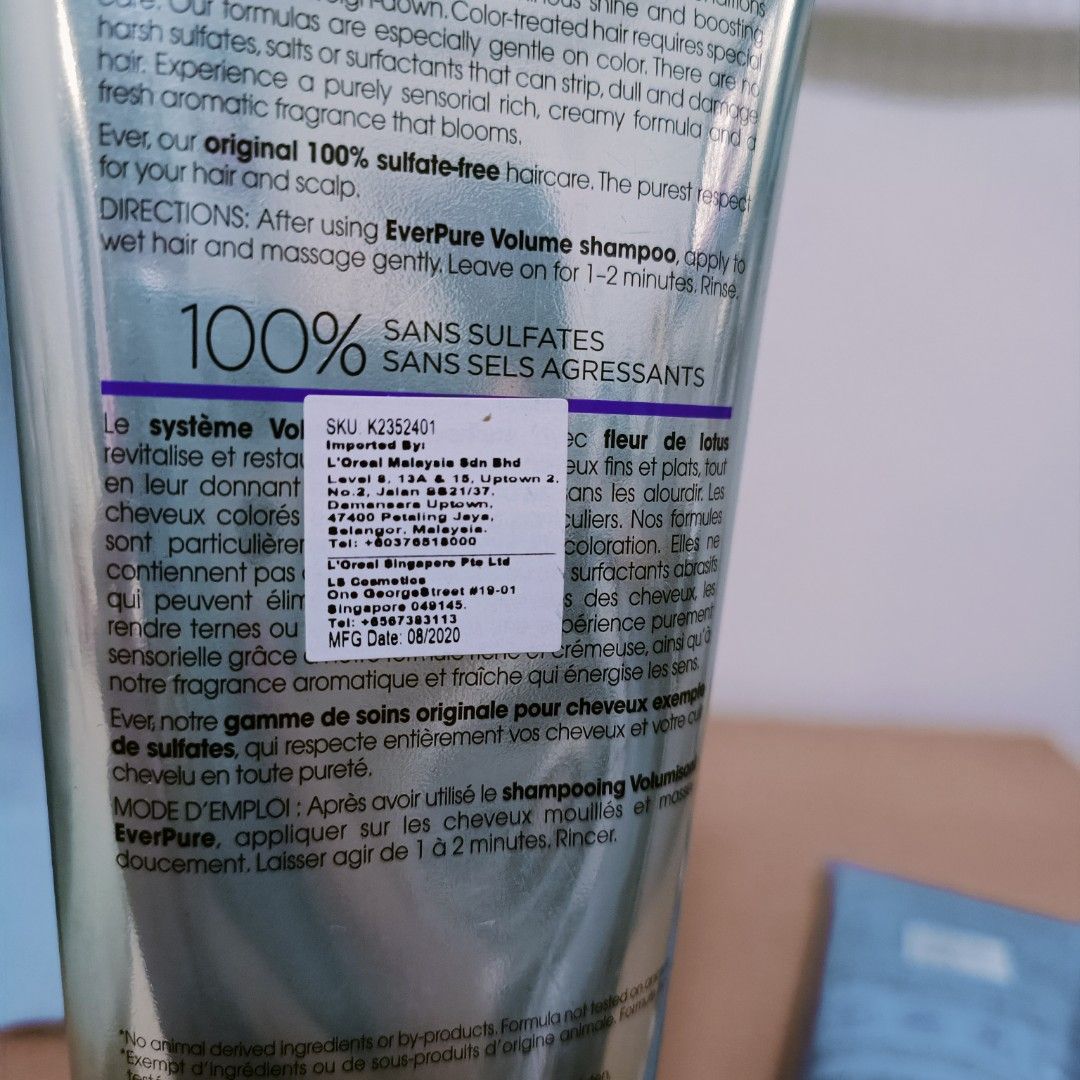 shine and boosting
down. Color-treated hair requires special
care. Our formulas are especially gentle on color. There are no
harsh sulfates, salts or surfactants that can strip, dull and damage
hair. Experience a purely sensorial rich, creamy formula and a
fresh aromatic fragrance that blooms.
Ever, our original 100% sulfate-free haircare. The purest respect
for your hair and scalp.
DIRECTIONS: After using EverPure Volume shampoo, apply to
wet hair and massage gently. Leave on for 1-2 minutes. Rinse.
100% SANS SULFATES
SANS SELS AGRESSANTS
Le système Vol
fleur de lotus
revitalise et
fins et plats, tout
en leur donnant
sans les alourdir. Les
cheveux colorés
Nos formules
sont
coloration. Elles ne
contiennent pas
surfactants abrasifs
qui peuvent
des cheveux, les
rendre ternes ou
purement
sensorielle grâce
crémeuse, ainsi qu'à
notre fragrance aromatique et fraîche qui énergise les sens.
SKU. K2352401
Imported By:
L'Oreal Malaysia Sdn Bhd
Level 8, 13A & 15, Uptown 2,
No.2, Jalan SS21/37,
Damansara Uptown,
47400 Petaling Jaya,
Selangor, Malaysia.
Tel: +60376518000
L'Oreal Singapore Pte Ltd
LS Cosmetics
One GeorgeStreet #19-01
Singapore 049145.
Tel: +6567383113
MFG Date: 08/2020
Ever, notre gamme de soins originale pour cheveux exempte
de sulfates, qui respecte entièrement vos cheveux et votre cuir
chevelu en toute pureté.
MODE D'EMPLOI : Après avoir utilisé le shampooing Volumisant
EverPure, appliquer sur les cheveux mouillés et masser
doucement. Laisser agir de 1 à 2 minutes. Rincer.
*No animal derived ingredients or by-products. Formula not tested on
*Exempt d'ingrédients ou de sous-produits d'origine animale. Formule